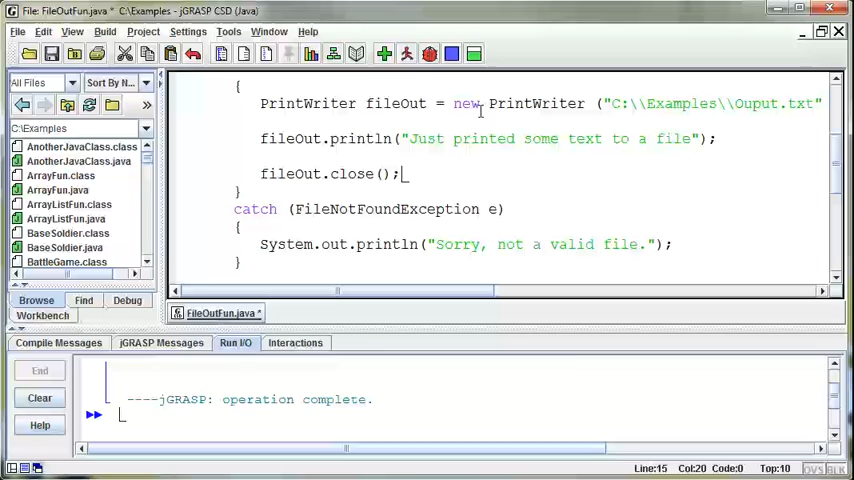 File: FileOutFun.java * C:\Examples - jGRASP CSD (Java)
File Edit View Build Project Settings Tools Window Help
All Files Sort By N...
C:\Examples
AnotherJavaClass.class
AnotherJavaClass.java
ArrayFun.class
ArrayFun.java
ArrayListFun.class
ArrayListFun.java
BaseSoldier.class
BaseSoldier.java
BattleGame.class
Browse Find Debug
Workbench
{
PrintWriter fileOut = new PrintWriter ("C:\\Examples\\Ouput.txt"
fileOut.println("Just printed some text to a file");
fileOut.close();
}
catch (FileNotFoundException e)
{
System.out.println("Sorry, not a valid file.");
}
FileOutFun.java *
Compile Messages jGRASP Messages Run I/O Interactions
End
Clear
Help
----jGRASP: operation complete.
Line:15 Col:20 Code:0 Top:10 OVS BLK